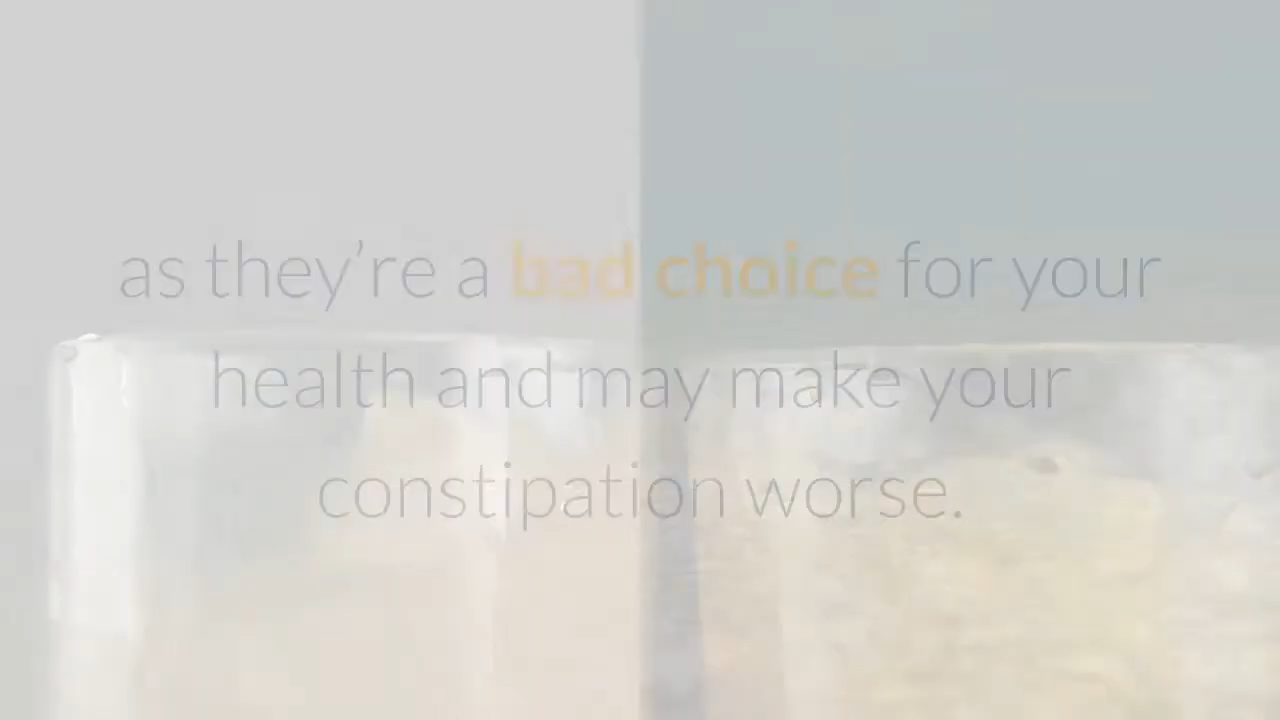 as they’re a bad choice for your
health and may make your
constipation worse.